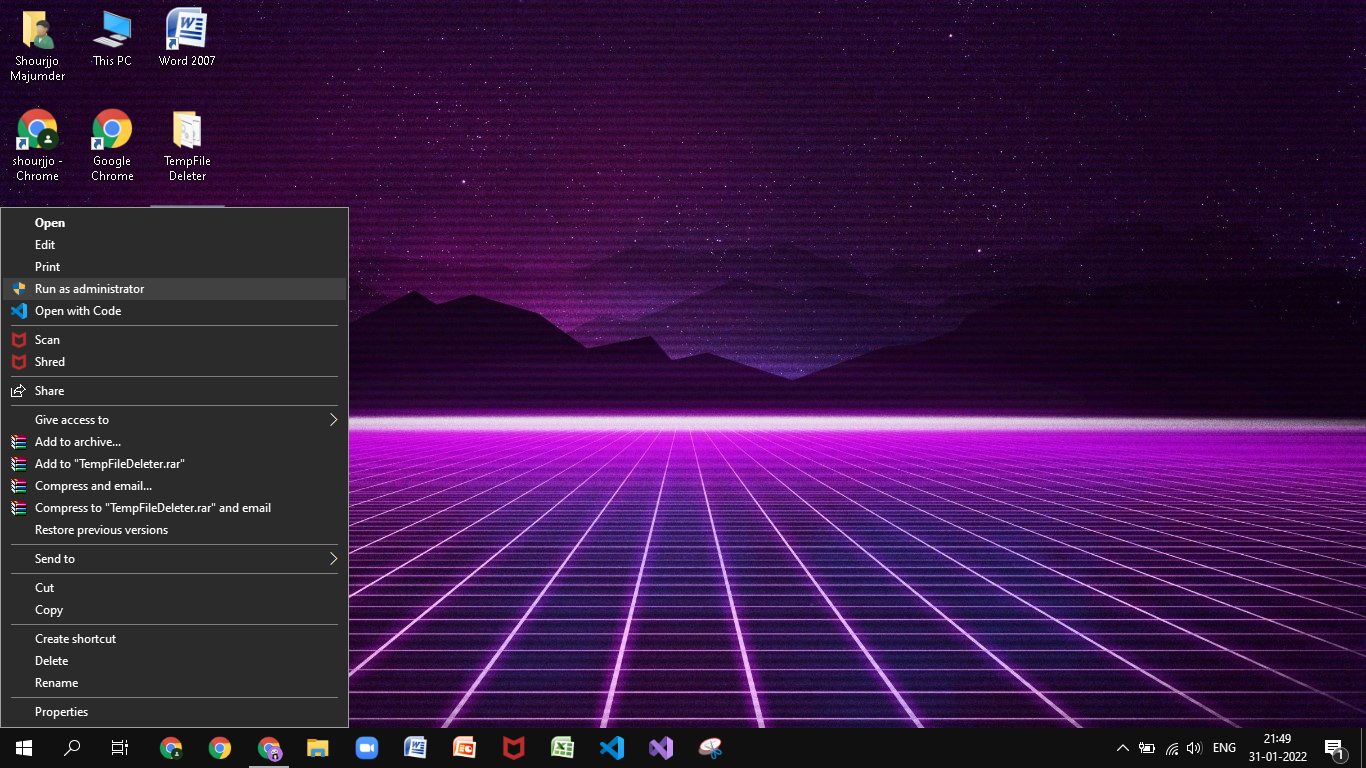 Shourjjo
Majumder
This PC
Word 2007
shourjjo -
Chrome
Google
Chrome
TempFile
Deleter
Open
Edit
Print
Run as administrator
Open with Code
Scan
Shred
Share
Give access to
Add to archive...
Add to "TempFileDeleter.rar"
Compress and email...
Compress to "TempFileDeleter.rar" and email
Restore previous versions
Send to
Cut
Copy
Create shortcut
Delete
Rename
Properties
ENG
21:49
31-01-2022
1